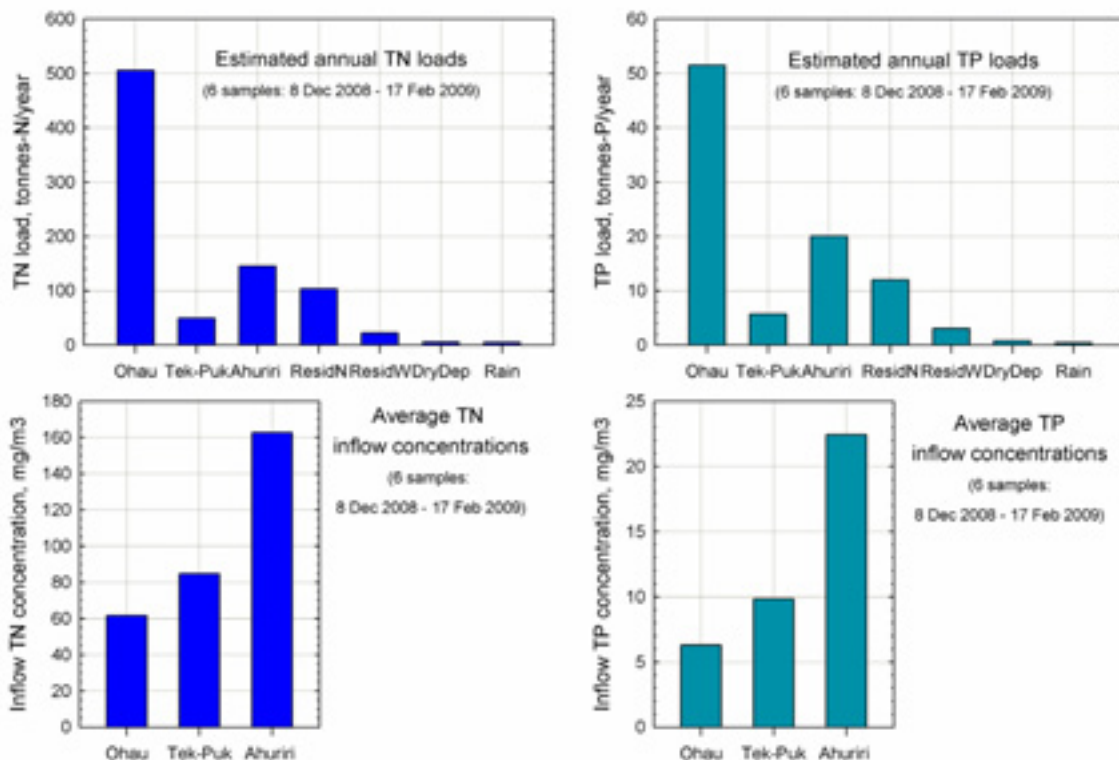 600
500
400
300
200
100
0
TN load, tonnes-N/year
Estimated annual TN loads
(6 samples: 8 Dec 2008 - 17 Feb 2009)
Ohau Tek-Puk Ahuriri ResidN ResidW DryDep Rain
60
50
40
30
20
10
0
TP load, tonnes-P/year
Estimated annual TP loads
(6 samples: 8 Dec 2008 - 17 Feb 2009)
Ohau Tek-Puk Ahuriri ResidN ResidW DryDep Rain
180
160
140
120
100
80
60
40
20
0
Inflow TN concentration, mg/m3
Average TN
inflow concentrations
(6 samples:
8 Dec 2008 - 17 Feb 2009)
Ohau Tek-Puk Ahuriri
25
20
15
10
5
0
Inflow TP concentration, mg/m3
Average TP
inflow concentrations
(6 samples:
8 Dec 2008 - 17 Feb 2009)
Ohau Tek-Puk Ahuriri